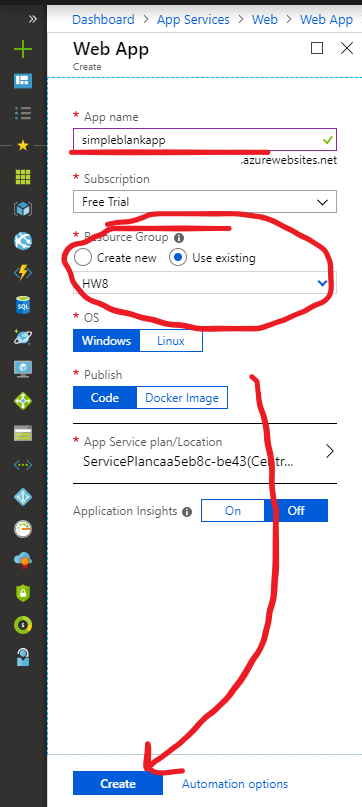 » Dashboard > App Services > Web > Web App
Web App
Create
* App name
simpleblankapp
.azurewebsites.net
* Subscription
Free Trial
* Resource Group
Create new Use existing
HW8
* OS
Windows Linux
* Publish
Code Docker Image
* App Service plan/Location
ServicePlancaa5eb8c-be43(Centr...
Application Insights On Off
Create Automation options